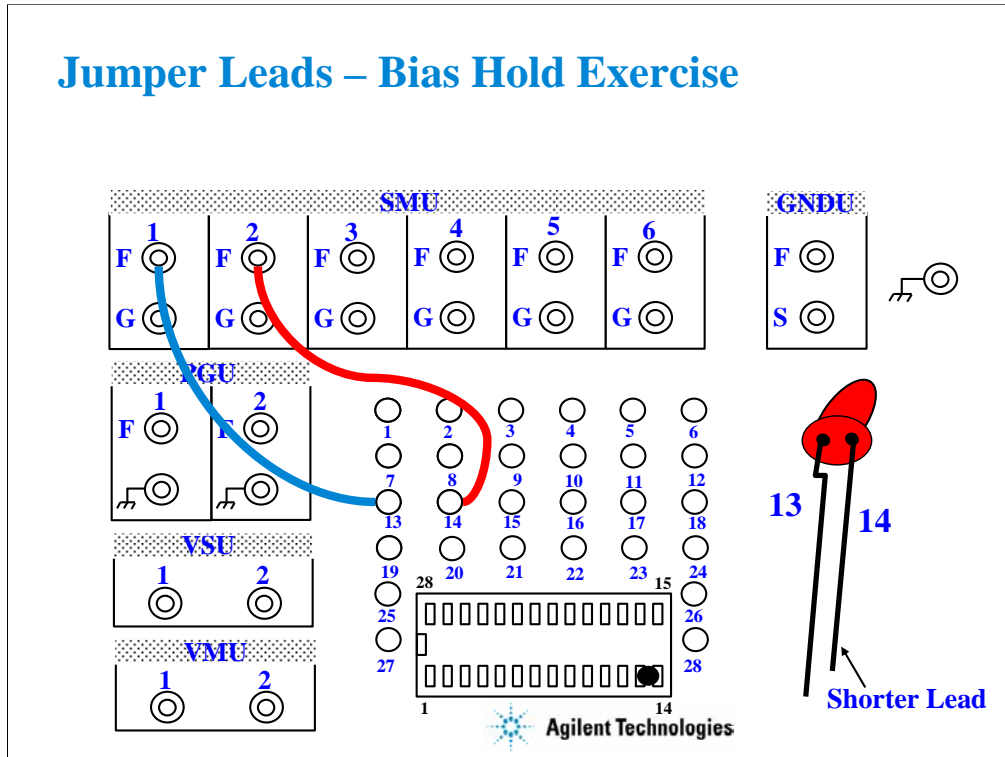 Jumper Leads – Bias Hold Exercise
SMU
GNDU
1 2 3 4 5 6
F F F F F F F
G G G G G G S
PGU
1 2
F F
1 2 3 4 5 6
7 8 9 10 11 12
13 14 15 16 17 18
19 20 21 22 23 24
13 14
VSU
1 2
28 15
25 26
27 28
VMU
1 2
1 14
Shorter Lead
Agilent Technologies